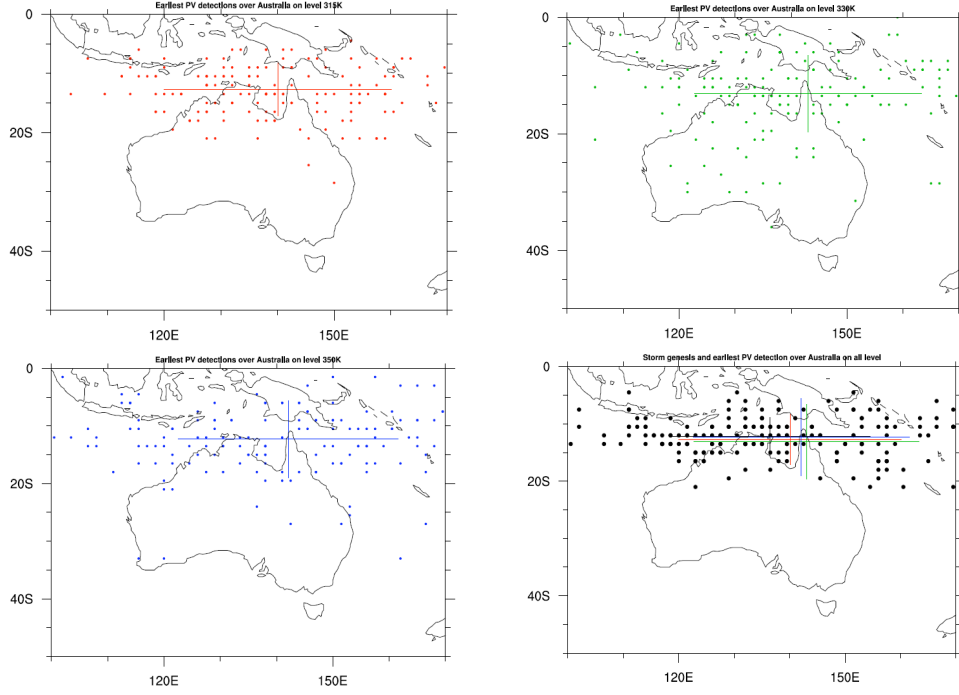 Earliest PV detections over Australia on level 315K
0
20S
40S
120E
150E
Earliest PV detections over Australia on level 330K
0
20S
40S
120E
150E
Earliest PV detections over Australia on level 350K
0
20S
40S
120E
150E
Storm genesis and earliest PV detection over Australia on all level
0
20S
40S
120E
150E